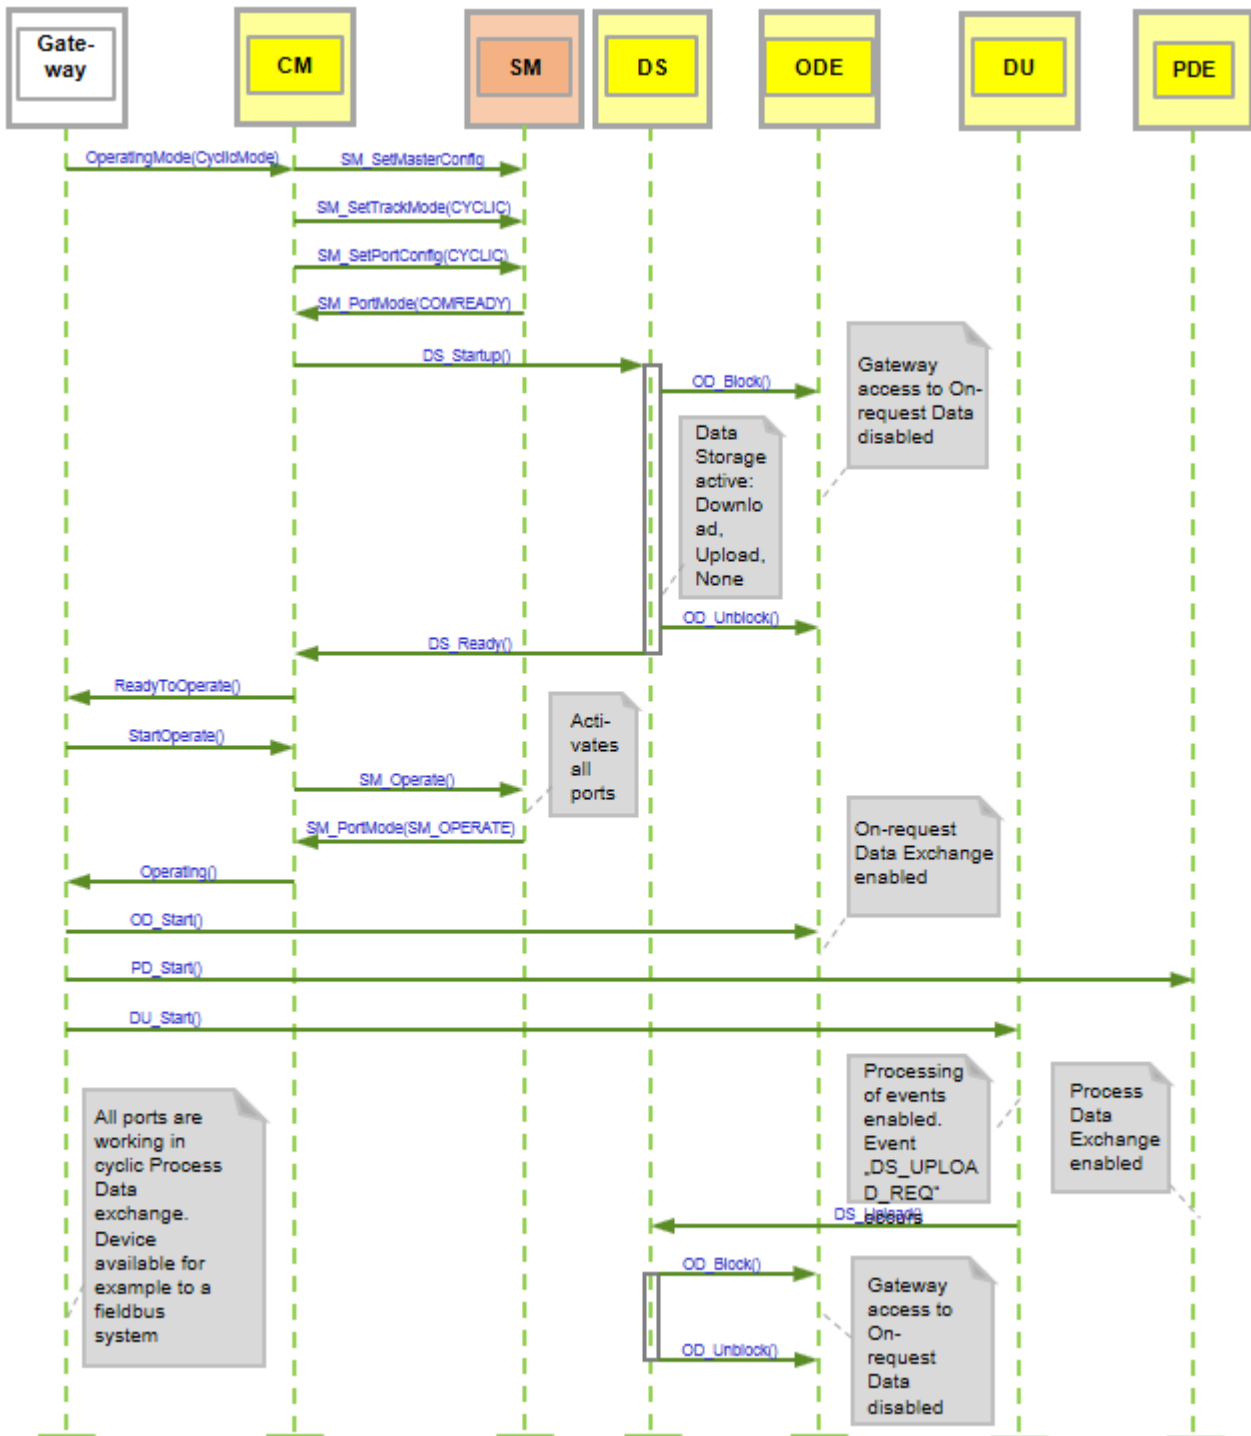 Gate-
way
CM
SM
DS
ODE
DU
PDE
OperatingMode(CyclicMode)
SM_SetMasterConfig
SM_SetTrackMode(CYCLIC)
SM_SetPortConfig(CYCLIC)
SM_PortMode(COMREADY)
DS_Startup()
OD_Block()
Gateway
access to On-
request Data
disabled
Data
Storage
active:
Downlo
ad,
Upload,
None
OD_Unblock()
DS_Ready()
ReadyToOperate()
StartOperate()
Acti-
vates
all
ports
SM_Operate()
SM_PortMode(SM_OPERATE)
Operating()
On-request
Data Exchange
enabled
OD_Start()
PD_Start()
DU_Start()
Processing
of events
enabled.
Event
„DS_UPLOA
D_REQ“
occurs
Process
Data
Exchange
enabled
All ports are
working in
cyclic Process
Data
exchange.
Device
available for
example to a
fieldbus
system
DS_Upload()
OD_Block()
Gateway
access to
On-
request
Data
disabled
OD_Unblock()